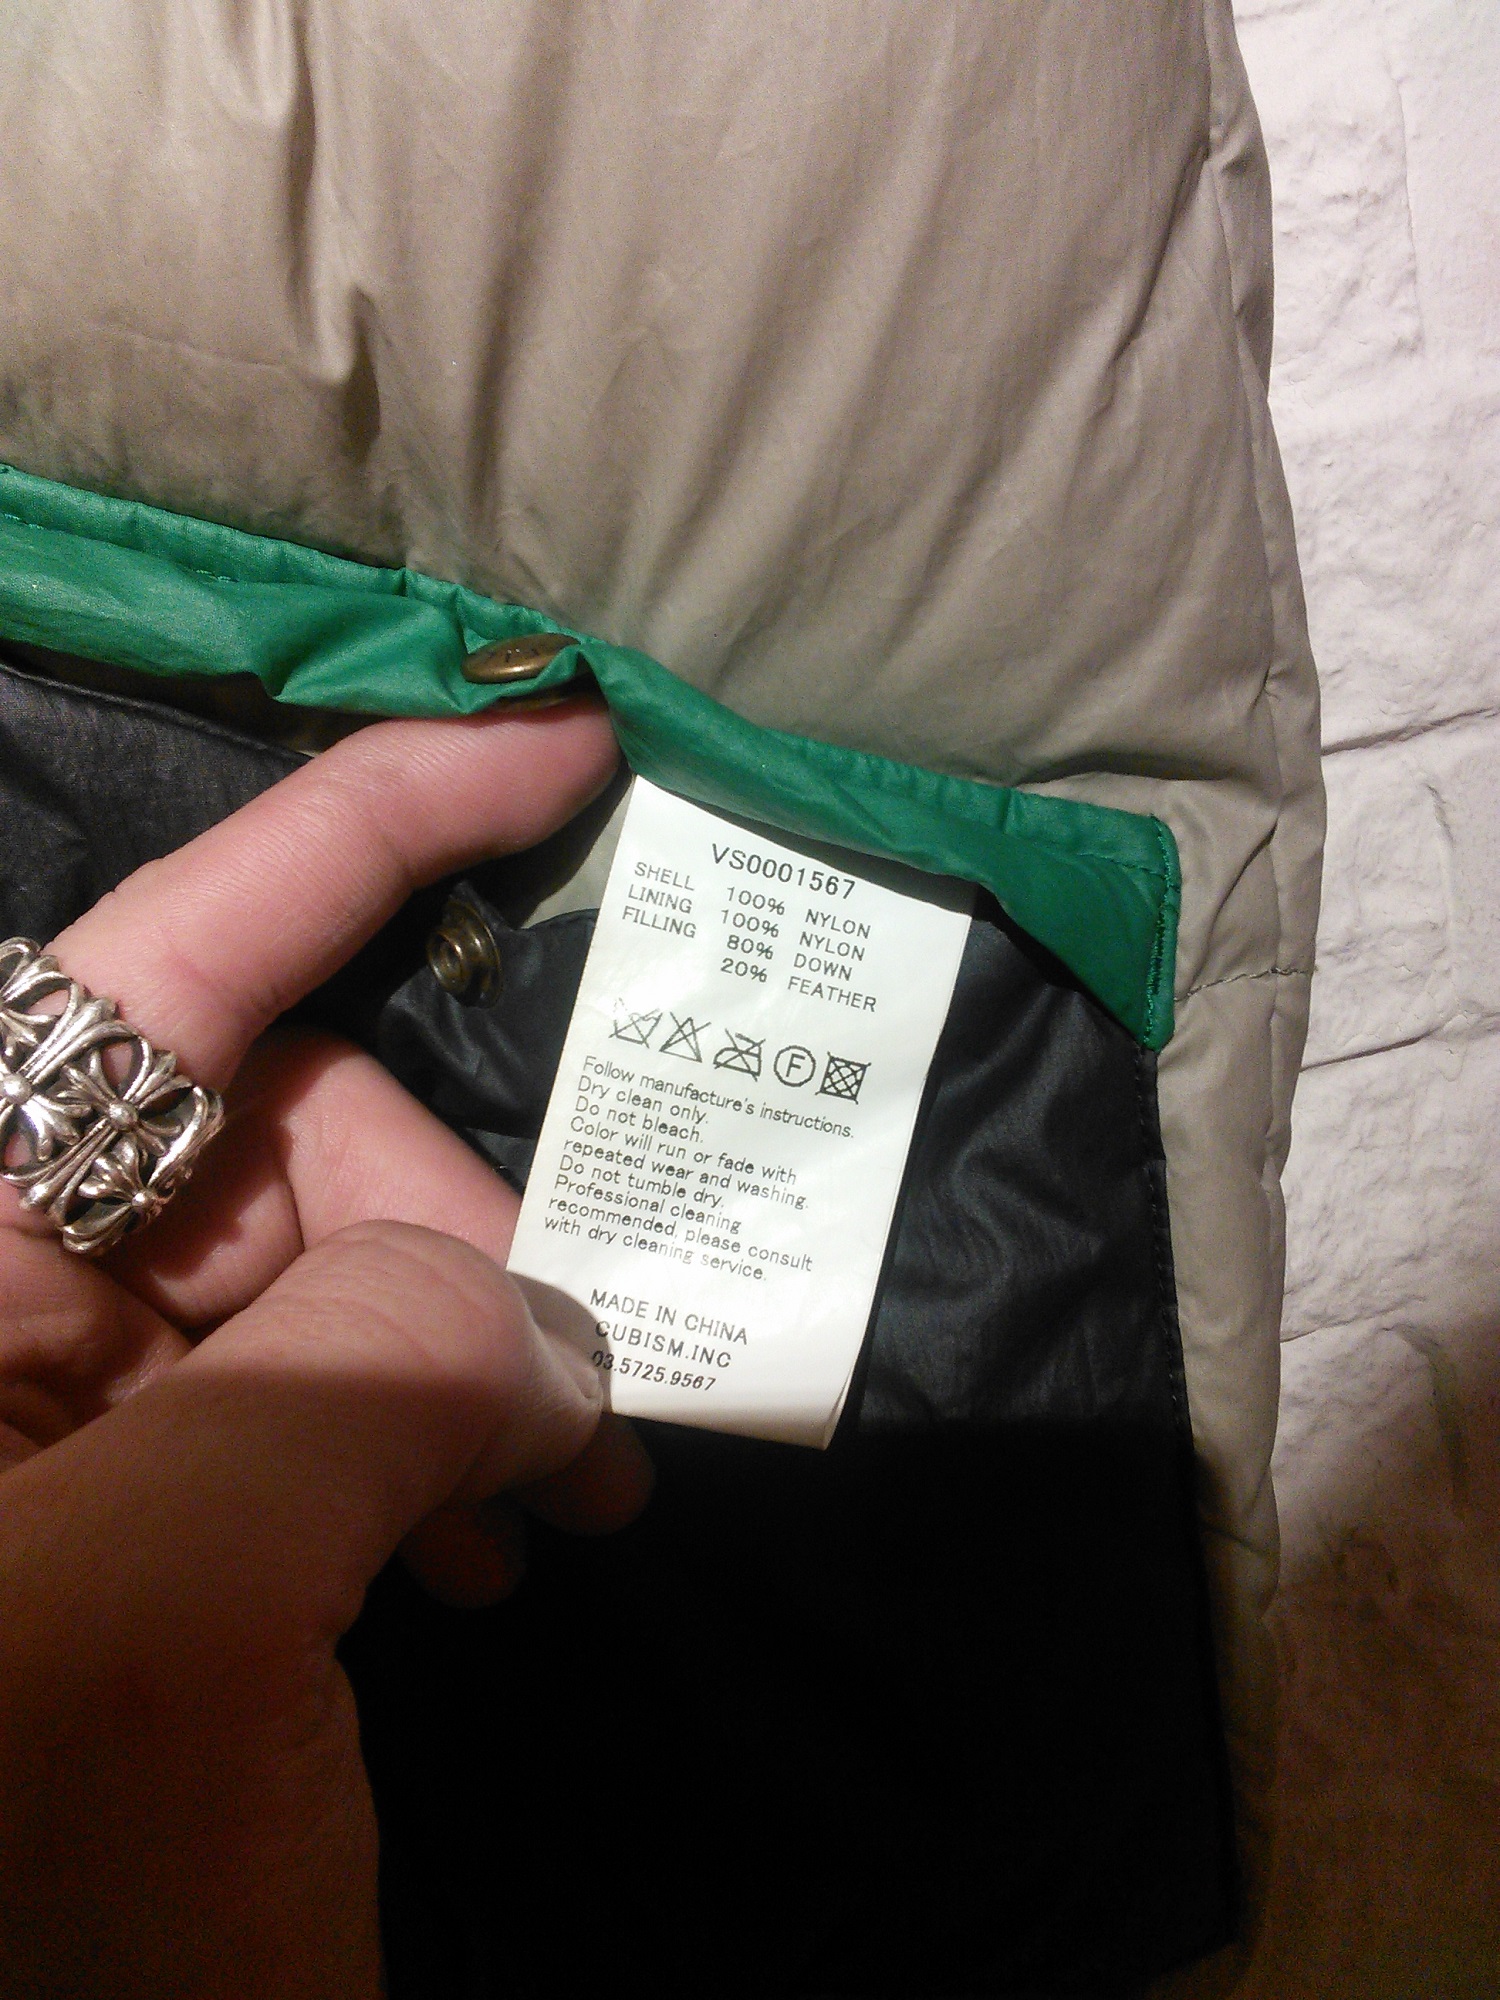 VS0001567
SHELL 100% NYLON
LINING 100% NYLON
FILLING 80% DOWN
20% FEATHER
F
Follow manufacture's instructions.
Dry clean only.
Do not bleach.
Color will run or fade with
repeated wear and washing.
Do not tumble dry.
Professional cleaning
recommended, please consult
with dry cleaning service.
MADE IN CHINA
CUBISM.INC
03.5725.9567